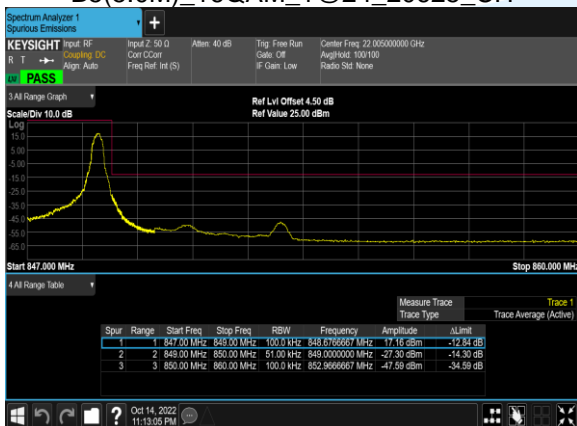 Spectrum Analyzer 1
Spurious Emissions
KEYSIGHT Input: RF Input Z: 50 Ω Atten: 40 dB Trig: Free Run Center Freq: 22.005000000 GHz
R T Coupling: DC Corr CCorr Gate: Off Avg|Hold: 100/100
Align: Auto Freq Ref: Int (S) IF Gain: Low Radio Std: None
PASS
3 All Range Graph
Ref Lvl Offset 4.50 dB
Scale/Div 10.0 dB Ref Value 25.00 dBm
Log
15.0
5.00
-5.00
-15.0
-25.0
-35.0
-45.0
-55.0
-65.0
Start 847.000 MHz Stop 860.000 MHz
4 All Range Table
Measure Trace Trace 1
Trace Type Trace Average (Active)
Spur Range Start Freq Stop Freq RBW Frequency Amplitude ΔLimit
1 1 847.00 MHz 849.00 MHz 100.0 kHz 848.6766667 MHz 17.16 dBm -12.84 dB
2 2 849.00 MHz 850.00 MHz 51.00 kHz 849.0000000 MHz -27.30 dBm -14.30 dB
3 3 850.00 MHz 860.00 MHz 100.0 kHz 852.9666667 MHz -47.59 dBm -34.59 dB
Oct 14, 2022
11:13:05 PM